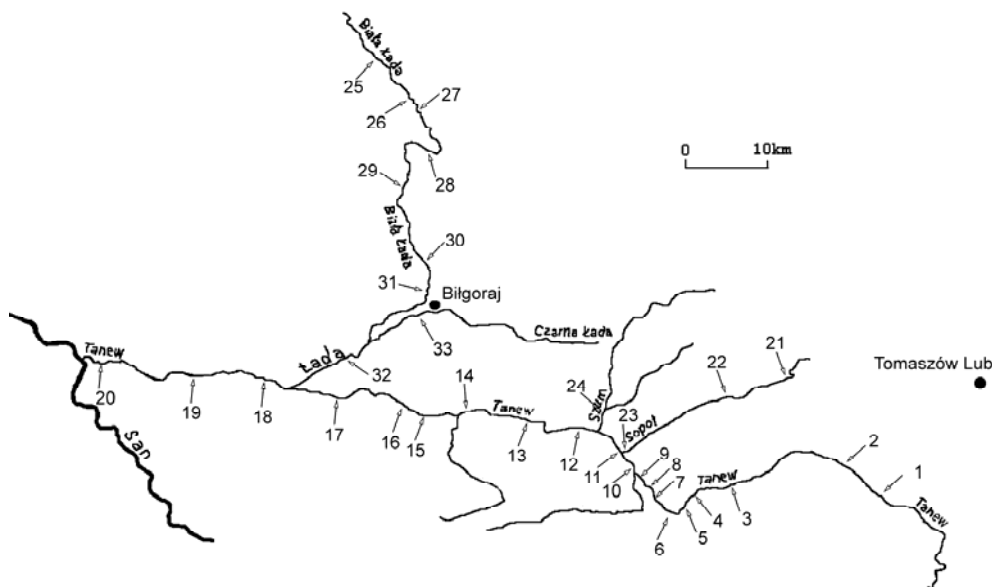 Biała Łada
25
27
26
0 10km
29
28
Biała Łada
30
31
Biłgoraj
Czarna Łada
33
Tanew
Łada
32
20
19
18
17
14
16
15
Tanew
13
24
Szum
12
23
Sopot
22
21
Tomaszów Lub
San
11
10
9
8
7
Tanew
6
5
4
3
2
1
Tanew